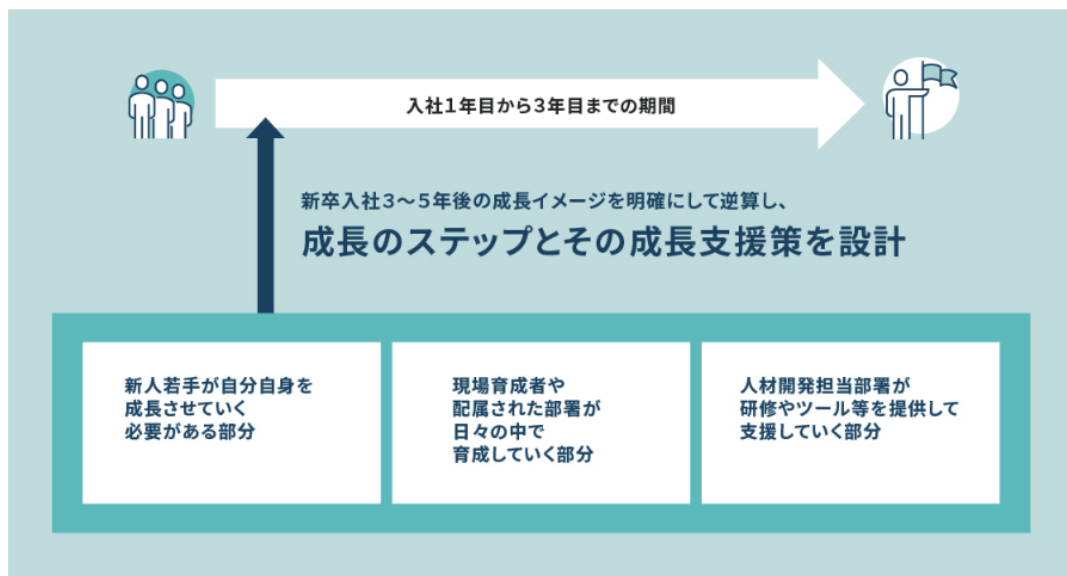 入社1年目から3年目までの期間
新卒入社3～5年後の成長イメージを明確にして逆算し、
成長のステップとその成長支援策を設計
新人若手が自分自身を
成長させていく
必要がある部分
現場育成者や
配属された部署が
日々の中で
育成していく部分
人材開発担当部署が
研修やツール等を提供して
支援していく部分